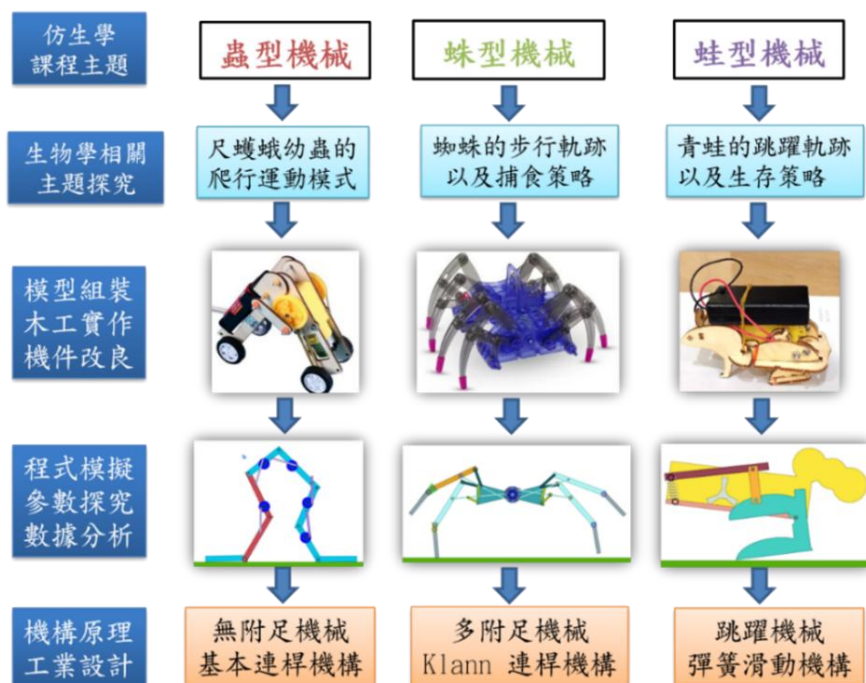 仿生學
課程主題
蟲型機械
蛛型機械
蛙型機械
生物學相關
主題探究
尺蠖蛾幼蟲的
爬行運動模式
蜘蛛的步行軌跡
以及捕食策略
青蛙的跳躍軌跡
以及生存策略
模型組裝
木工實作
機件改良
程式模擬
參數探究
數據分析
機構原理
工業設計
無附足機械
基本連桿機構
多附足機械
Klann 連桿機構
跳躍機械
彈簧滑動機構